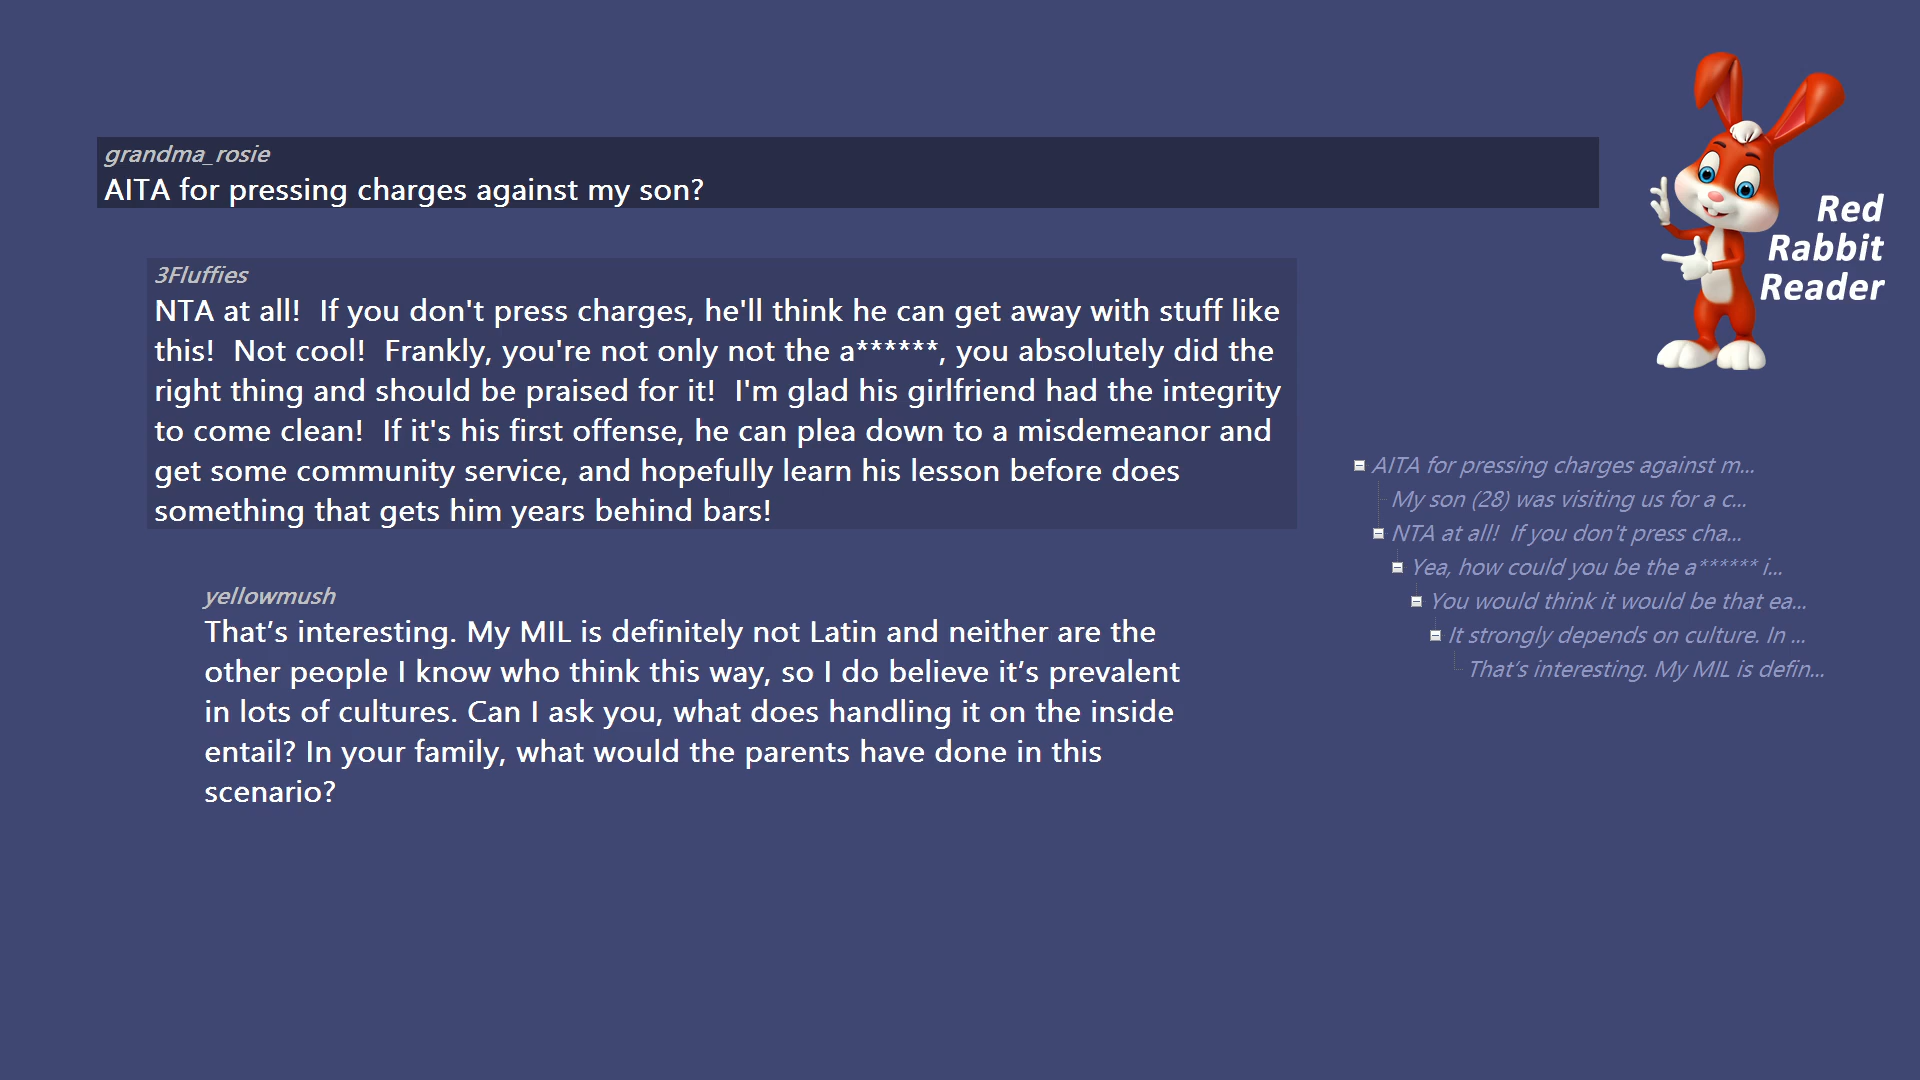 grandma_rosie
AITA for pressing charges against my son?
3Fluffies
NTA at all!  If you don't press charges, he'll think he can get away with stuff like
this!  Not cool!  Frankly, you're not only not the a******, you absolutely did the
right thing and should be praised for it!  I'm glad his girlfriend had the integrity
to come clean!  If it's his first offense, he can plea down to a misdemeanor and
get some community service, and hopefully learn his lesson before does
something that gets him years behind bars!
yellowmush
That’s interesting. My MIL is definitely not Latin and neither are the
other people I know who think this way, so I do believe it’s prevalent
in lots of cultures. Can I ask you, what does handling it on the inside
entail? In your family, what would the parents have done in this
scenario?
Red
Rabbit
Reader
AITA for pressing charges against m...
My son (28) was visiting us for a c...
NTA at all!  If you don't press cha...
Yea, how could you be the a****** i...
You would think it would be that ea...
It strongly depends on culture. In ...
That’s interesting. My MIL is defin...